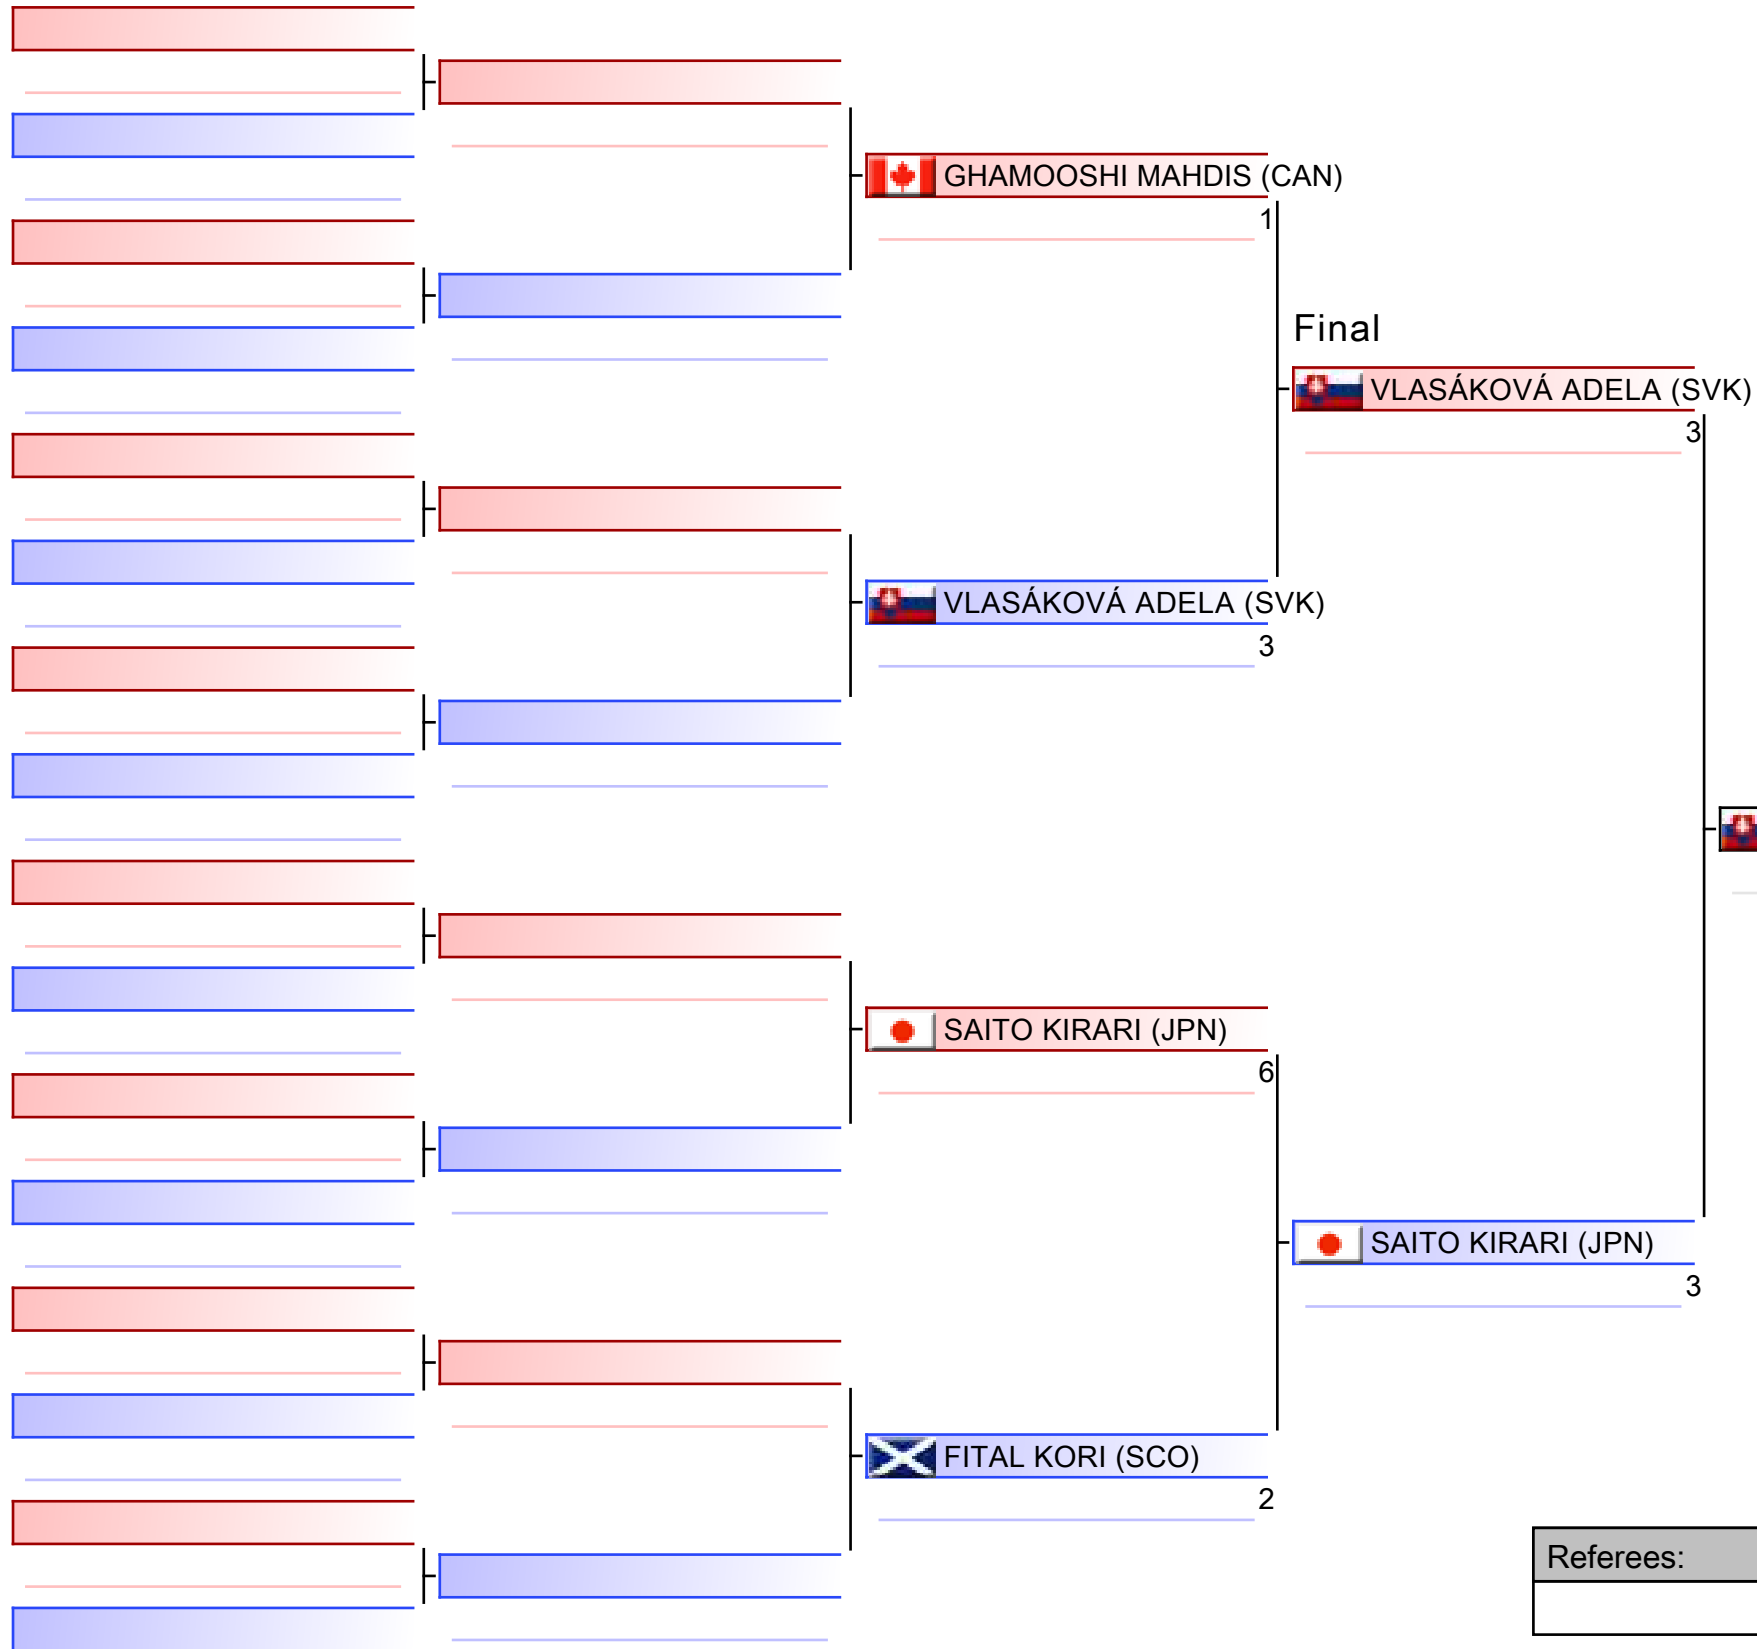 GHAMOOSHI MAHDIS (CAN)
1
Final
VLASÁKOVÁ ADELA (SVK)
3
VLASÁKOVÁ ADELA (SVK)
3
SAITO KIRARI (JPN)
6
SAITO KIRARI (JPN)
3
FITAL KORI (SCO)
2
Referees: